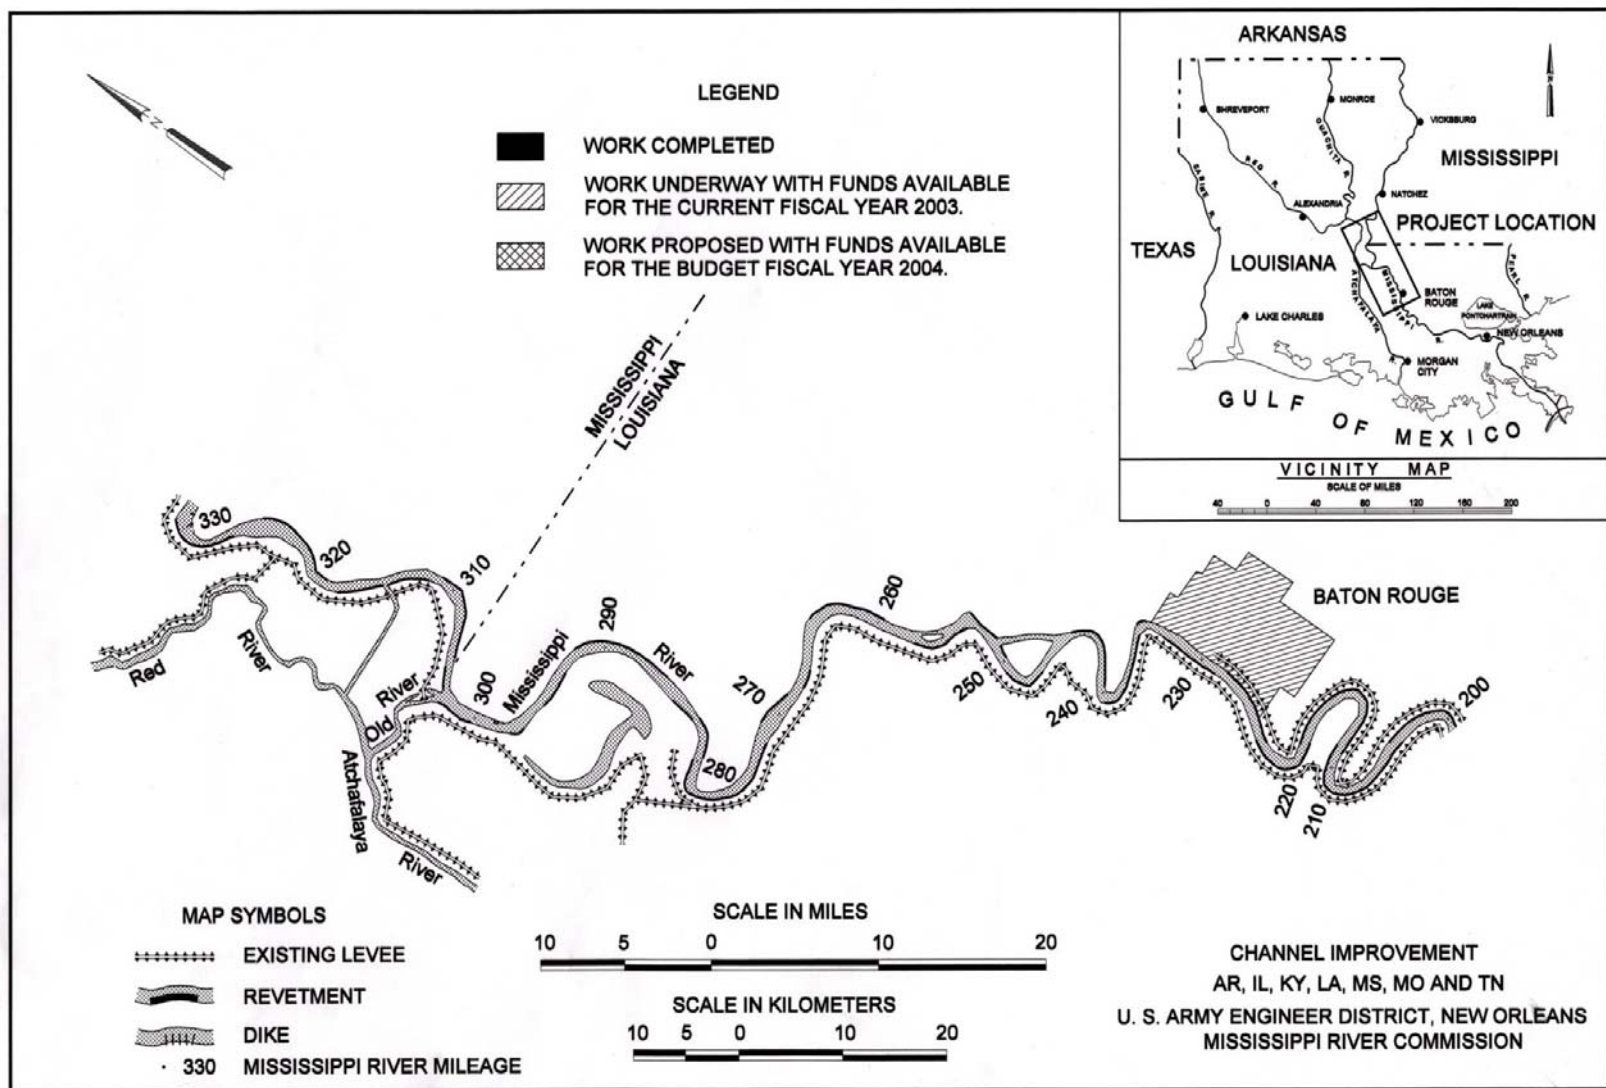 LEGEND
WORK COMPLETED
WORK UNDERWAY WITH FUNDS AVAILABLE
FOR THE CURRENT FISCAL YEAR 2003.
WORK PROPOSED WITH FUNDS AVAILABLE
FOR THE BUDGET FISCAL YEAR 2004.
N
ARKANSAS
N
SHREVEPORT
MONROE
VICKSBURG
OUACHITA R.
RED R.
SABINE R.
MISSISSIPPI
NATCHEZ
ALEXANDRIA
PROJECT LOCATION
TEXAS
LOUISIANA
ATCHAFALAYA R.
MISSISSIPPI R.
PEARL R.
BATON
ROUGE
LAKE
PONTCHARTRAIN
LAKE CHARLES
NEW ORLEANS
MORGAN
CITY
GULF OF MEXICO
VICINITY MAP
SCALE OF MILES
40 0 40 80 120 160 200
MISSISSIPPI
LOUISIANA
330
320
310
300
290
280
270
260
250
240
230
220
210
200
BATON ROUGE
Red
River
Old
River
Mississippi
River
Atchafalaya
River
MAP SYMBOLS
EXISTING LEVEE
REVETMENT
DIKE
330 MISSISSIPPI RIVER MILEAGE
SCALE IN MILES
10 5 0 10 20
SCALE IN KILOMETERS
10 5 0 10 20
CHANNEL IMPROVEMENT
AR, IL, KY, LA, MS, MO AND TN
U. S. ARMY ENGINEER DISTRICT, NEW ORLEANS
MISSISSIPPI RIVER COMMISSION